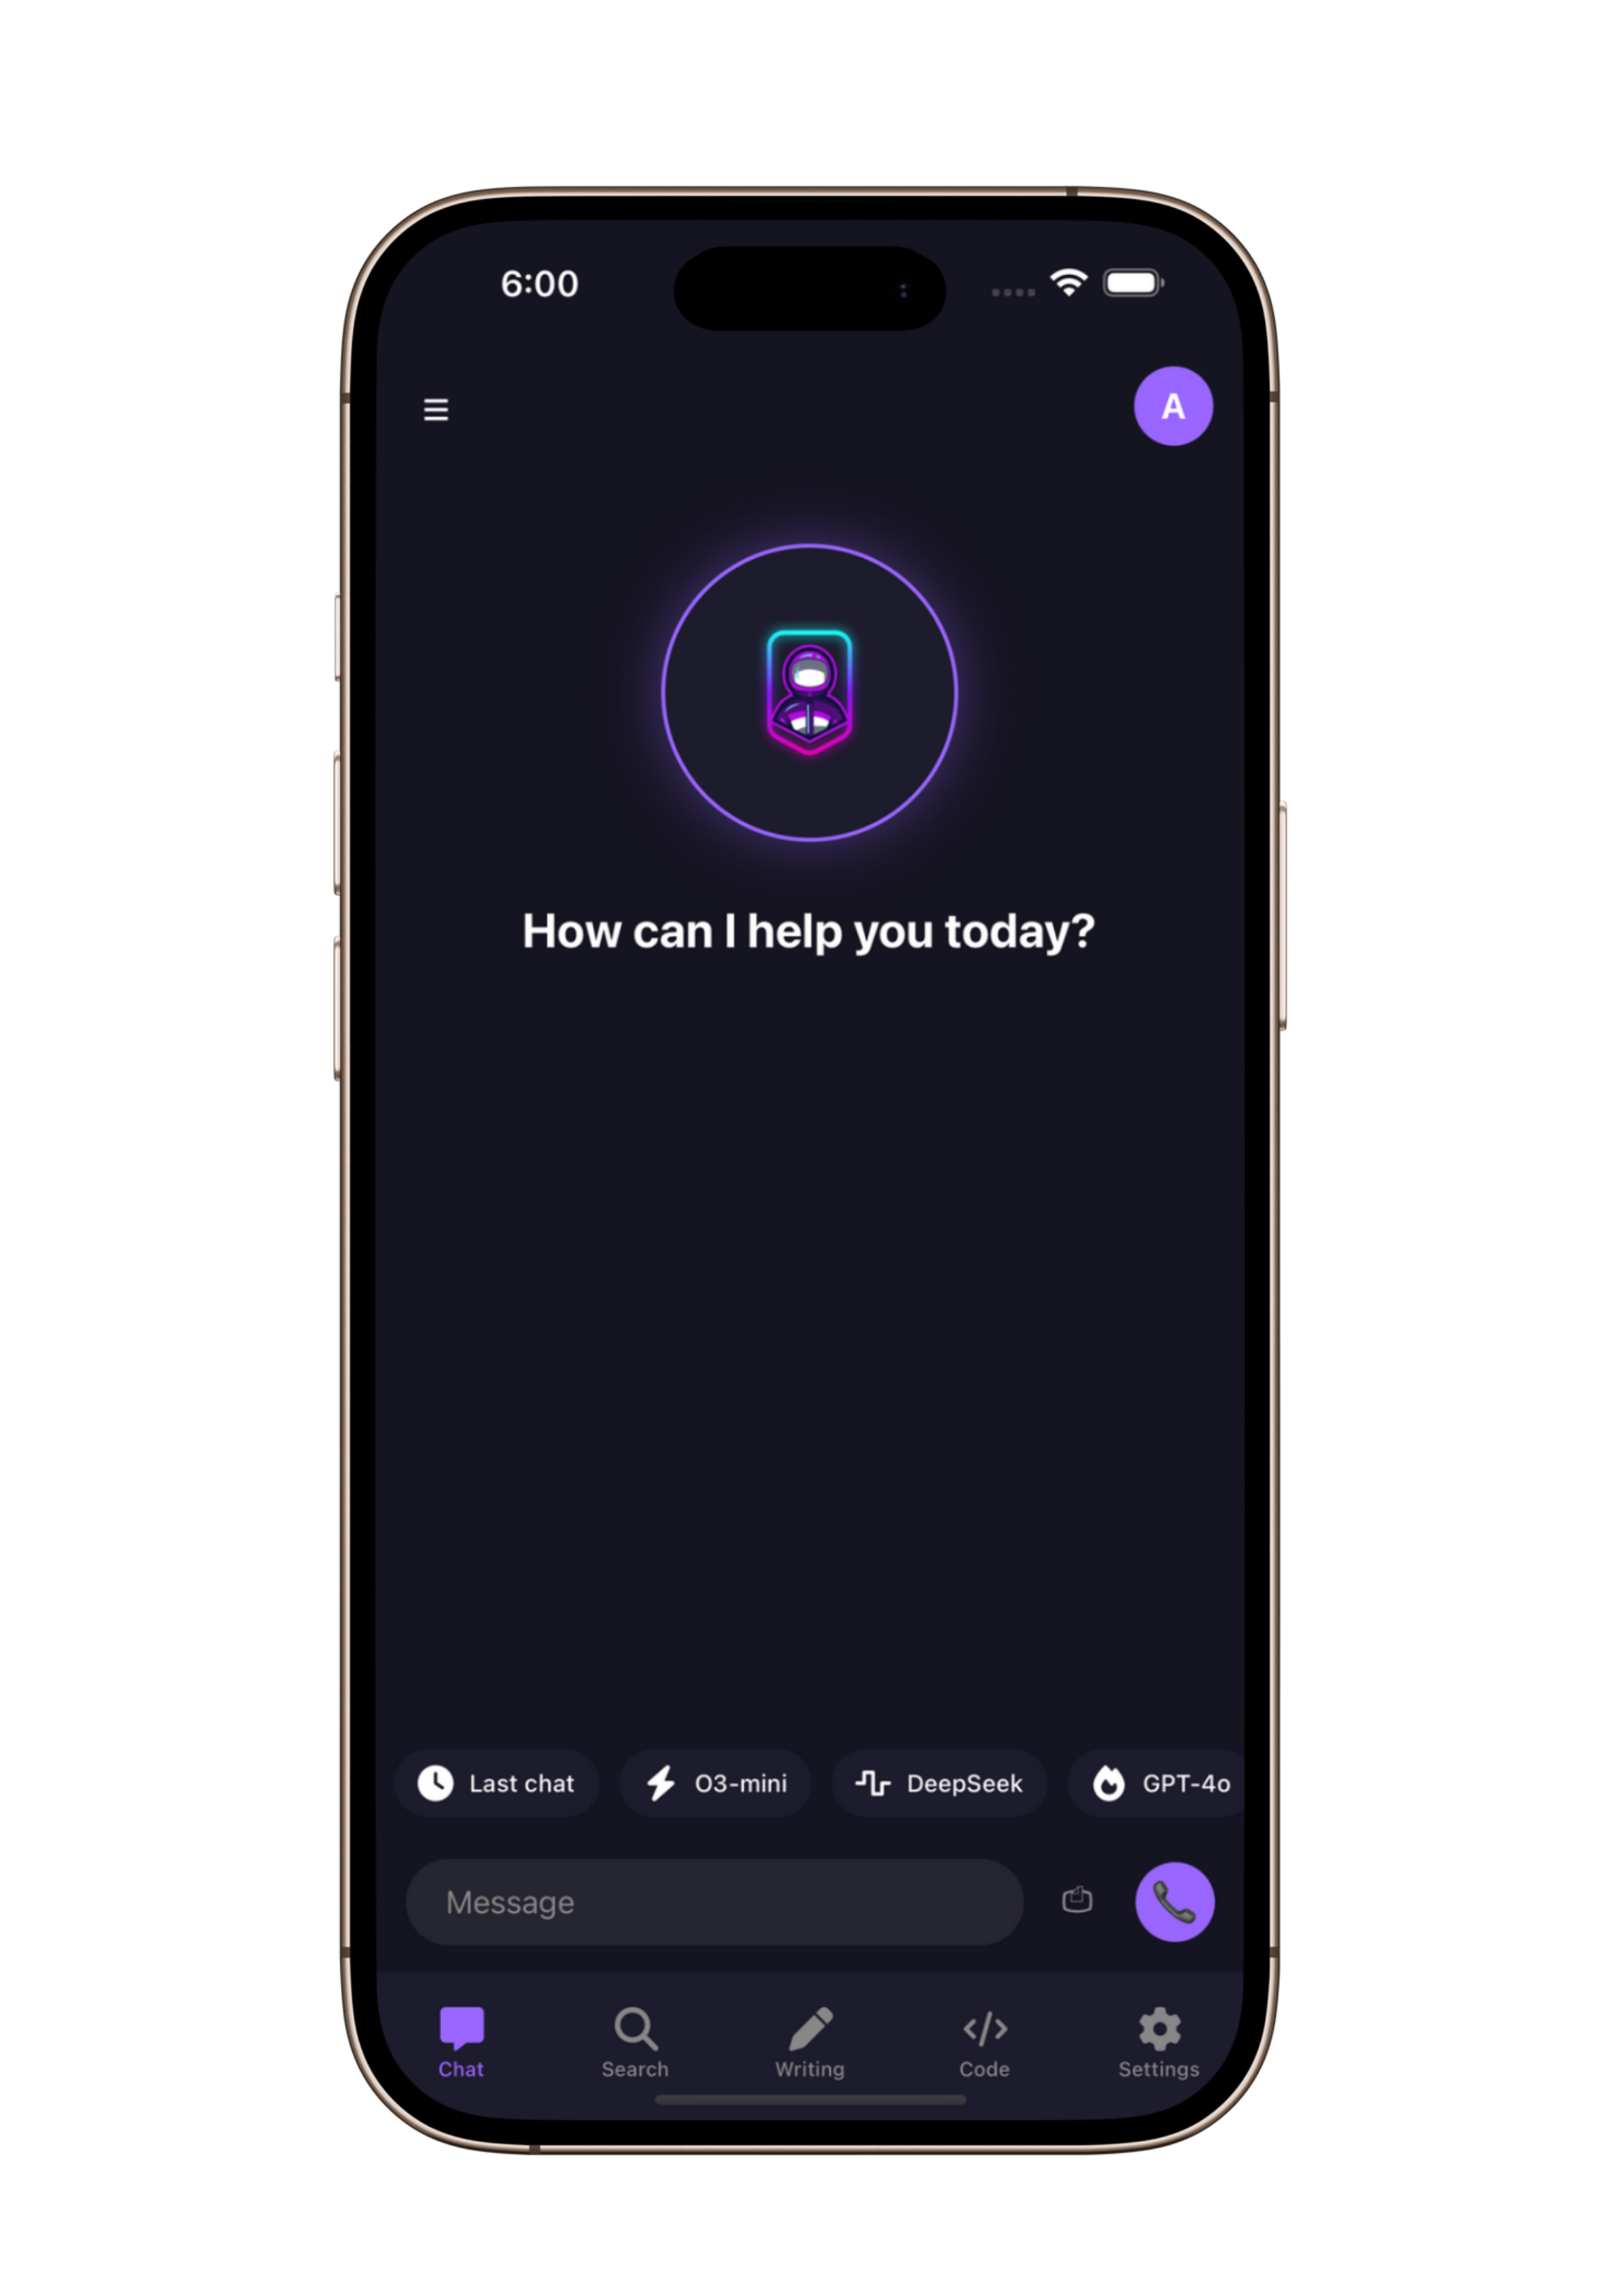 6:00
A
How can I help you today?
Last chat O3-mini DeepSeek GPT-4o
Message
Chat Search Writing Code Settings